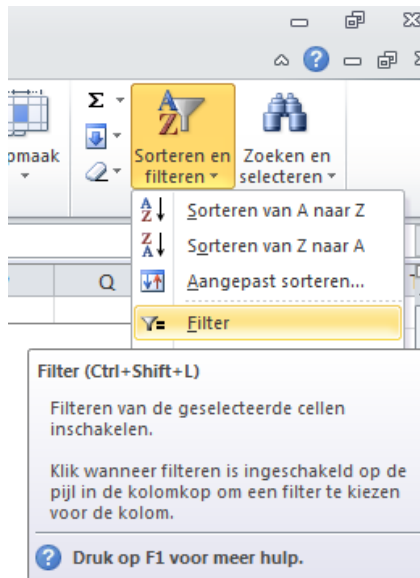 Σ
pmaak
Sorteren en filteren
Zoeken en selecteren
Sorteren van A naar Z
Sorteren van Z naar A
Aangepast sorteren...
Filter
Q
Filter (Ctrl+Shift+L)
Filteren van de geselecteerde cellen
inschakelen.
Klik wanneer filteren is ingeschakeld op de
pijl in de kolomkop om een filter te kiezen
voor de kolom.
Druk op F1 voor meer hulp.